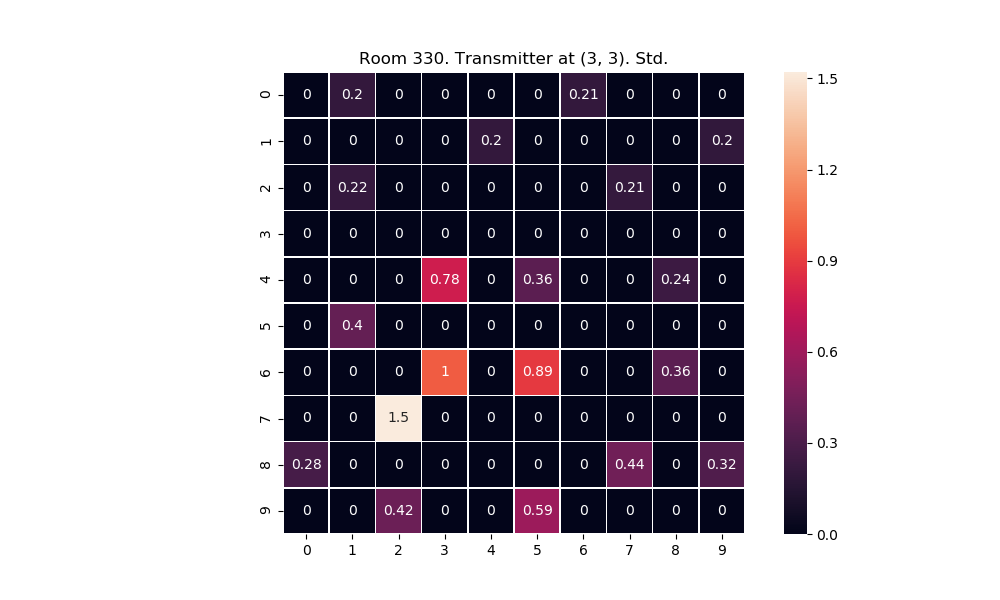 Room 330. Transmitter at (3, 3). Std.
0 0 0.2 0 0 0 0 0.21 0 0 0
1 0 0 0 0 0.2 0 0 0 0 0.2
2 0 0.22 0 0 0 0 0 0.21 0 0
3 0 0 0 0 0 0 0 0 0 0
4 0 0 0 0.78 0 0.36 0 0 0.24 0
5 0 0.4 0 0 0 0 0 0 0 0
6 0 0 0 1 0 0.89 0 0 0.36 0
7 0 0 1.5 0 0 0 0 0 0 0
8 0.28 0 0 0 0 0 0 0.44 0 0.32
9 0 0 0.42 0 0 0.59 0 0 0 0
0 1 2 3 4 5 6 7 8 9
1.5
1.2
0.9
0.6
0.3
0.0